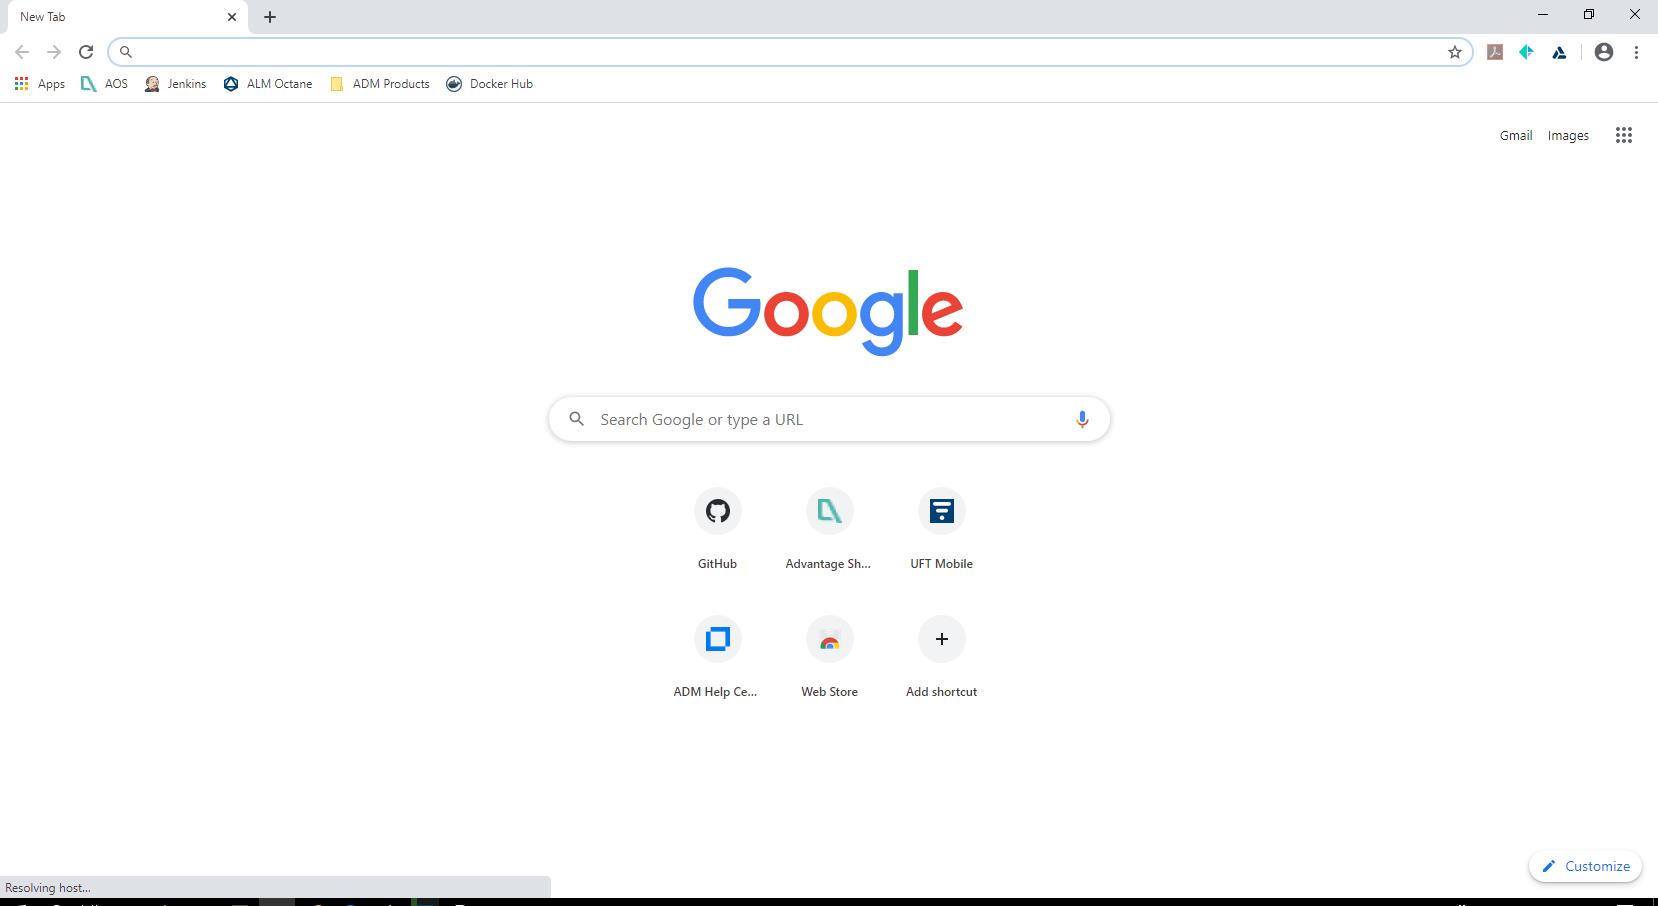 New Tab
Apps AOS Jenkins ALM Octane ADM Products Docker Hub
Gmail Images
Google
Search Google or type a URL
GitHub Advantage Sh... UFT Mobile
ADM Help Ce... Web Store Add shortcut
Customize
Resolving host...